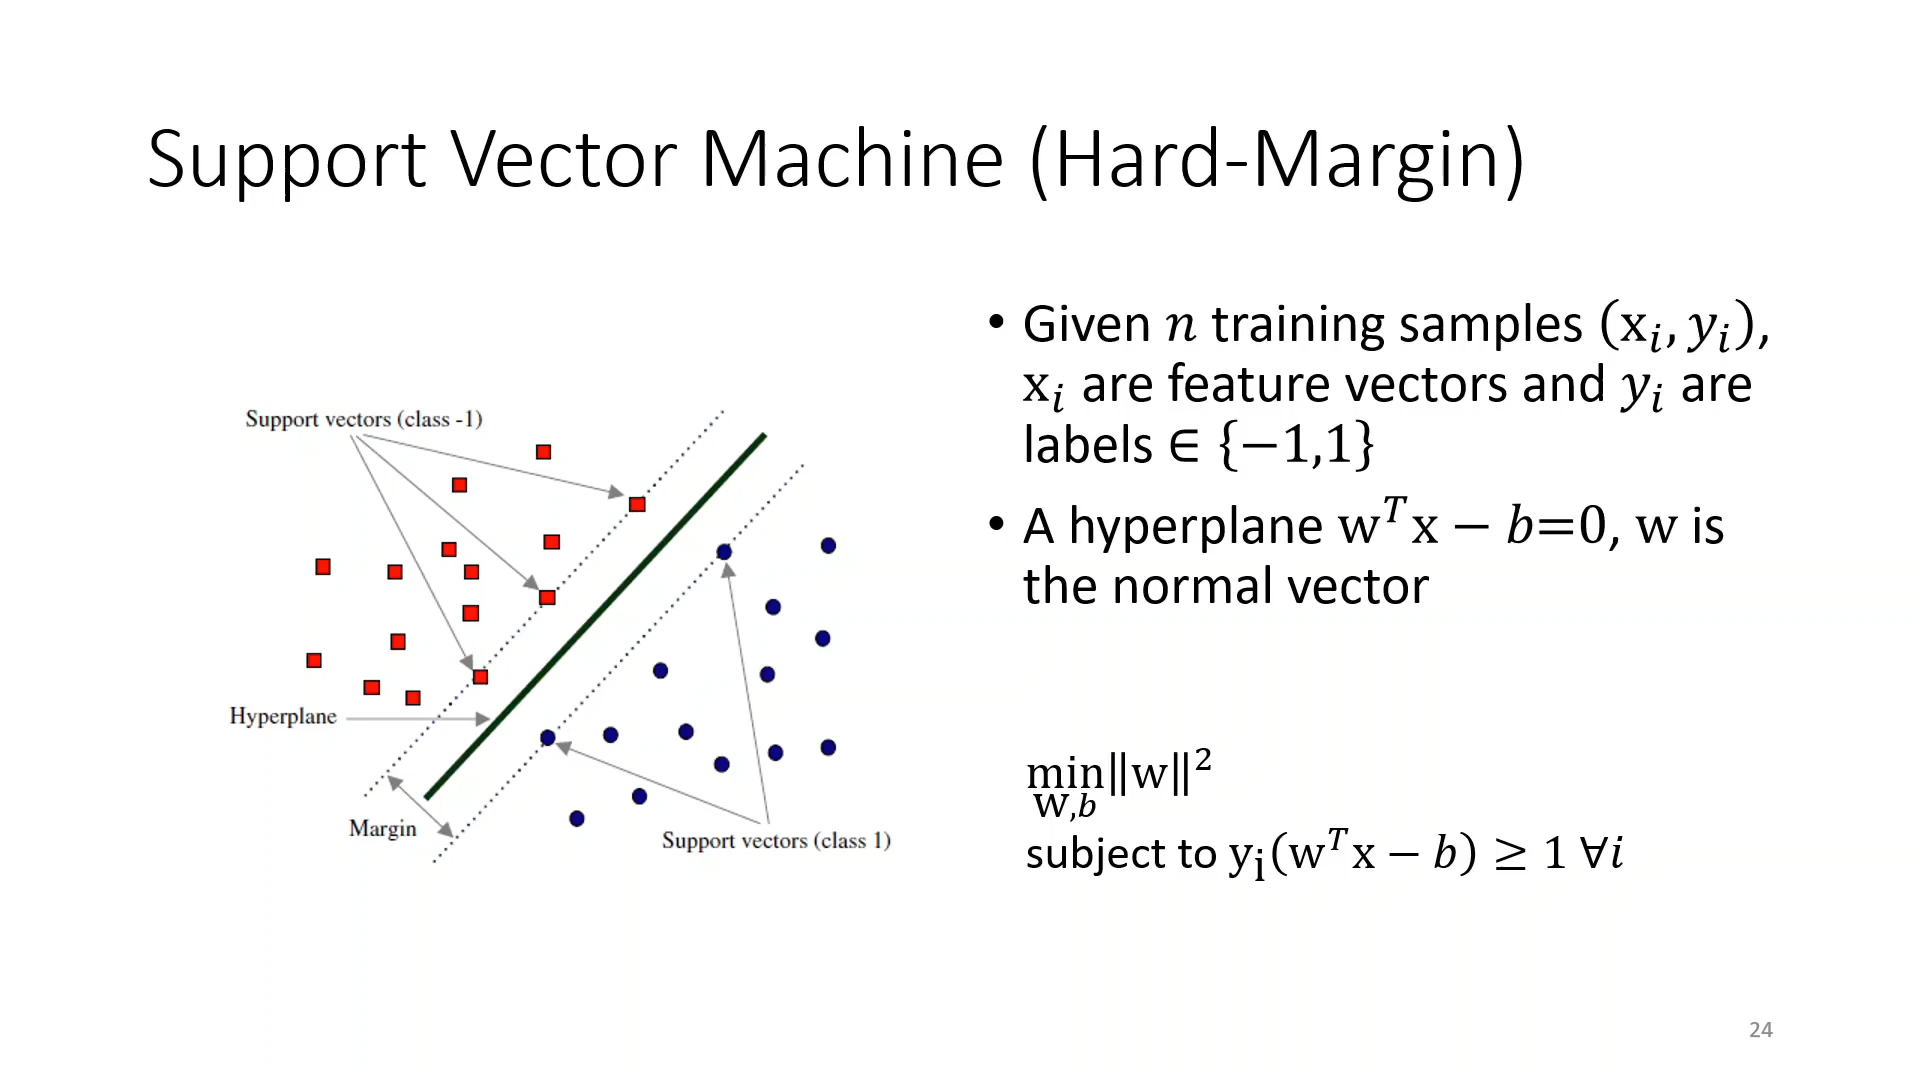 Support Vector Machine (Hard-Margin)
Support vectors (class -1)
Hyperplane
Margin
Support vectors (class 1)
• Given 𝑛 training samples (x𝑖, 𝑦𝑖),
x𝑖 are feature vectors and 𝑦𝑖 are
labels ∈ {−1,1}
• A hyperplane w^𝑇x − 𝑏=0, w is
the normal vector
min‖w‖²
w,𝑏
subject to yᵢ(w^𝑇x − 𝑏) ≥ 1 ∀𝑖
24